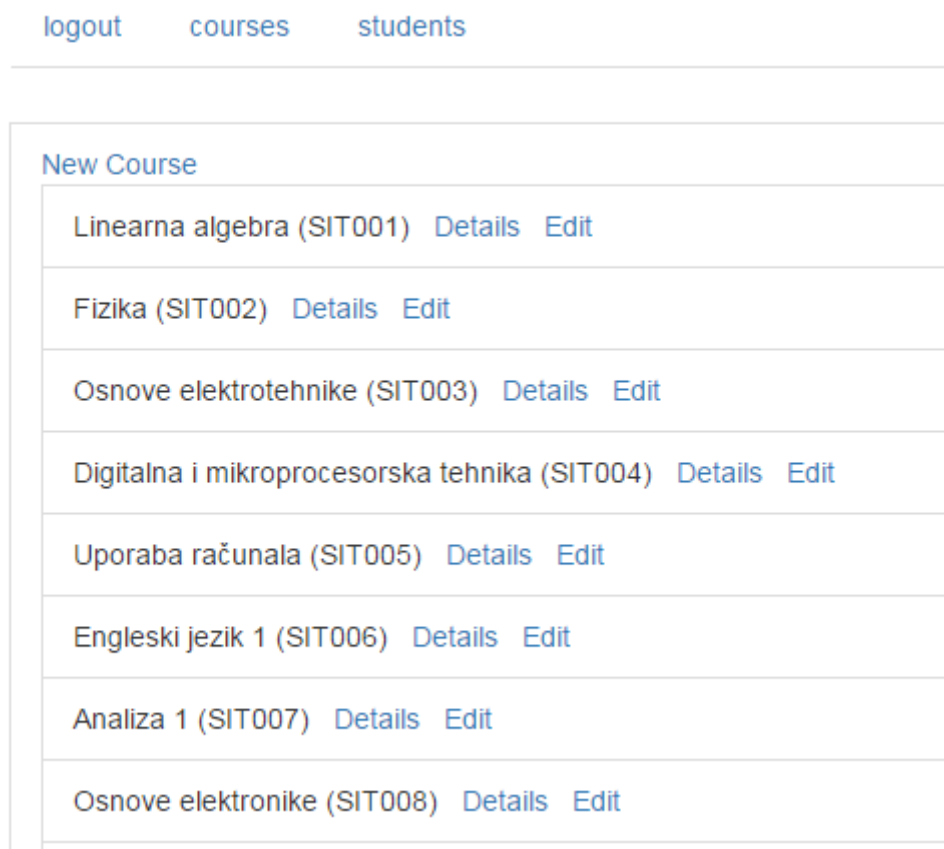 logout courses students
New Course
Linearna algebra (SIT001) Details Edit
Fizika (SIT002) Details Edit
Osnove elektrotehnike (SIT003) Details Edit
Digitalna i mikroprocesorska tehnika (SIT004) Details Edit
Uporaba računala (SIT005) Details Edit
Engleski jezik 1 (SIT006) Details Edit
Analiza 1 (SIT007) Details Edit
Osnove elektronike (SIT008) Details Edit